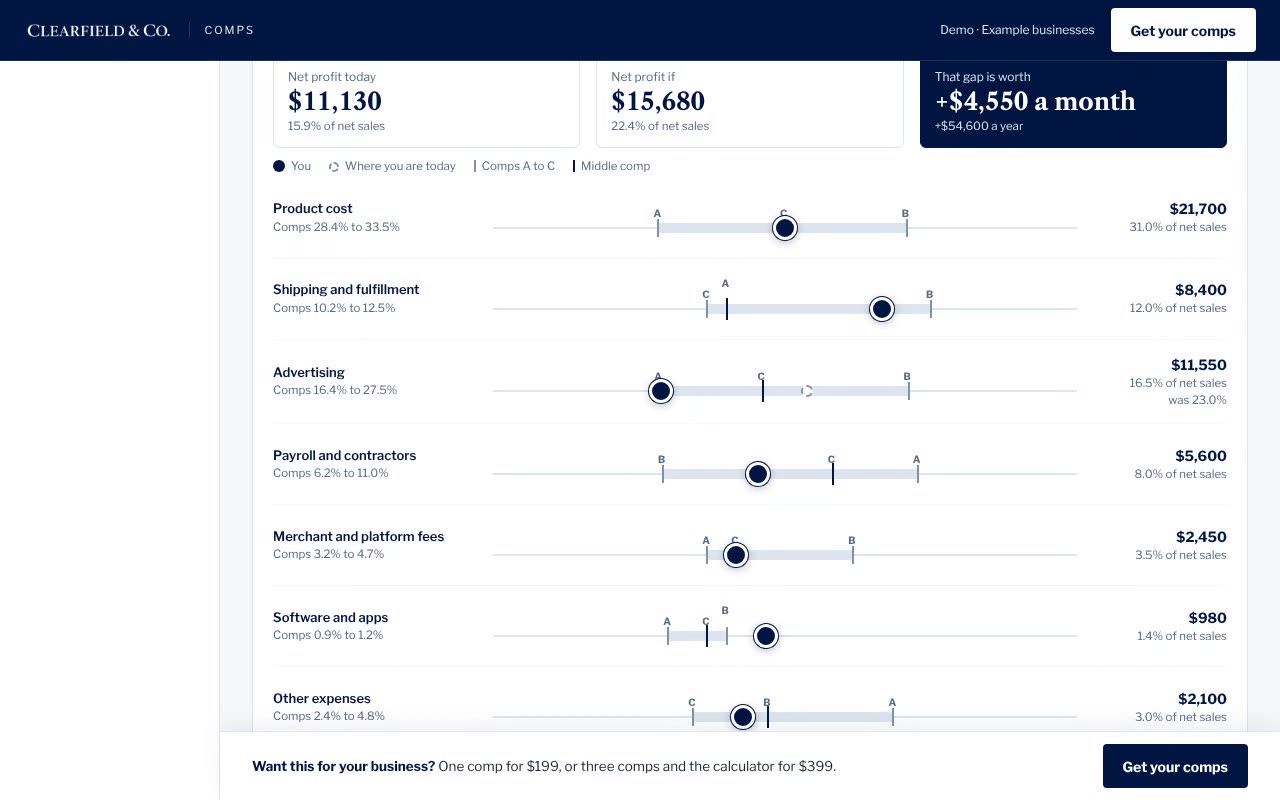 CLEARFIELD & CO. COMPS Demo · Example businesses Get your comps
Net profit today
$11,130
15.9% of net sales
Net profit if
$15,680
22.4% of net sales
That gap is worth
+$4,550 a month
+$54,600 a year
You Where you are today Comps A to C Middle comp
Product cost
Comps 28.4% to 33.5%
A C B
$21,700
31.0% of net sales
Shipping and fulfillment
Comps 10.2% to 12.5%
C A B
$8,400
12.0% of net sales
Advertising
Comps 16.4% to 27.5%
A C B
$11,550
16.5% of net sales
was 23.0%
Payroll and contractors
Comps 6.2% to 11.0%
B C A
$5,600
8.0% of net sales
Merchant and platform fees
Comps 3.2% to 4.7%
A C B
$2,450
3.5% of net sales
Software and apps
Comps 0.9% to 1.2%
A C B
$980
1.4% of net sales
Other expenses
Comps 2.4% to 4.8%
C B A
$2,100
3.0% of net sales
Want this for your business? One comp for $199, or three comps and the calculator for $399.
Get your comps